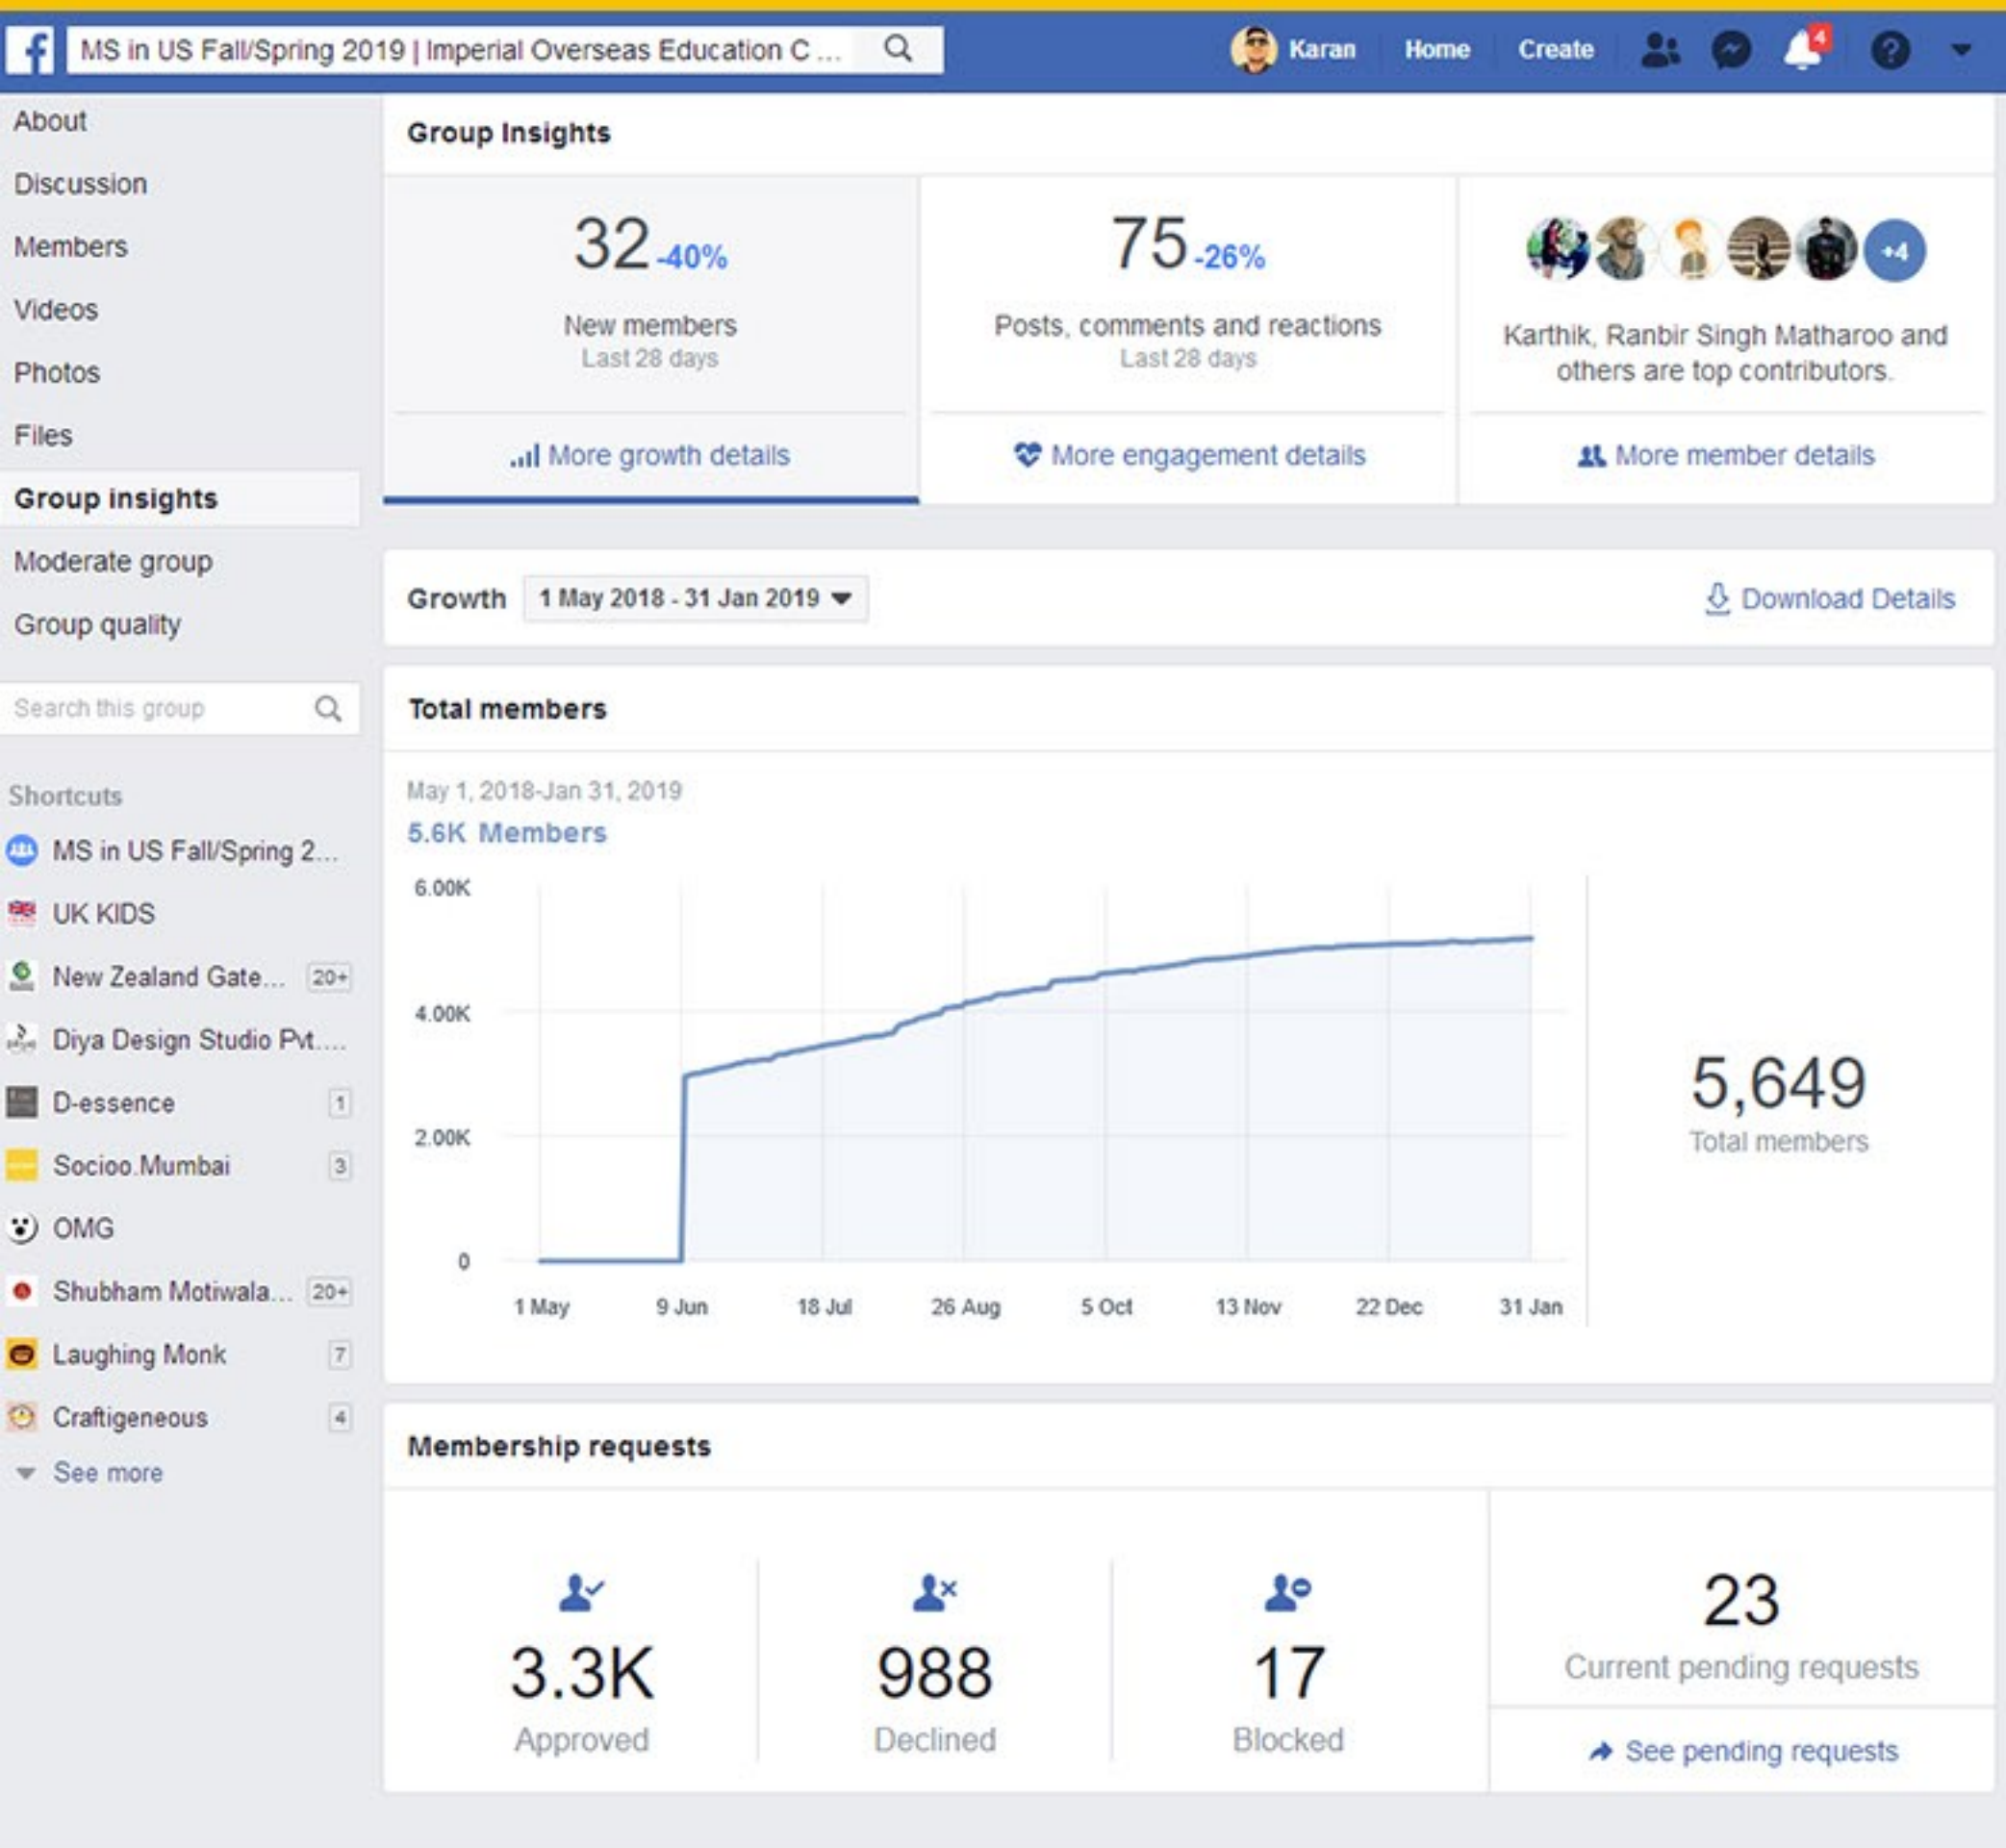 MS in US Fall/Spring 2019 | Imperial Overseas Education C ...
Karan
Home
Create
4
About
Discussion
Members
Videos
Photos
Files
Group insights
Moderate group
Group quality
Search this group
Shortcuts
MS in US Fall/Spring 2...
UK KIDS
New Zealand Gate... 20+
Diya Design Studio Pvt....
D-essence 1
Socioo.Mumbai 3
OMG
Shubham Motiwala... 20+
Laughing Monk 7
Craftigeneous 4
See more
Group Insights
32 -40%
New members
Last 28 days
More growth details
75 -26%
Posts, comments and reactions
Last 28 days
More engagement details
+4
Karthik, Ranbir Singh Matharoo and
others are top contributors.
More member details
Growth 1 May 2018 - 31 Jan 2019
Download Details
Total members
May 1, 2018-Jan 31, 2019
5.6K Members
6.00K
4.00K
2.00K
0
1 May 9 Jun 18 Jul 26 Aug 5 Oct 13 Nov 22 Dec 31 Jan
5,649
Total members
Membership requests
3.3K
Approved
988
Declined
17
Blocked
23
Current pending requests
See pending requests